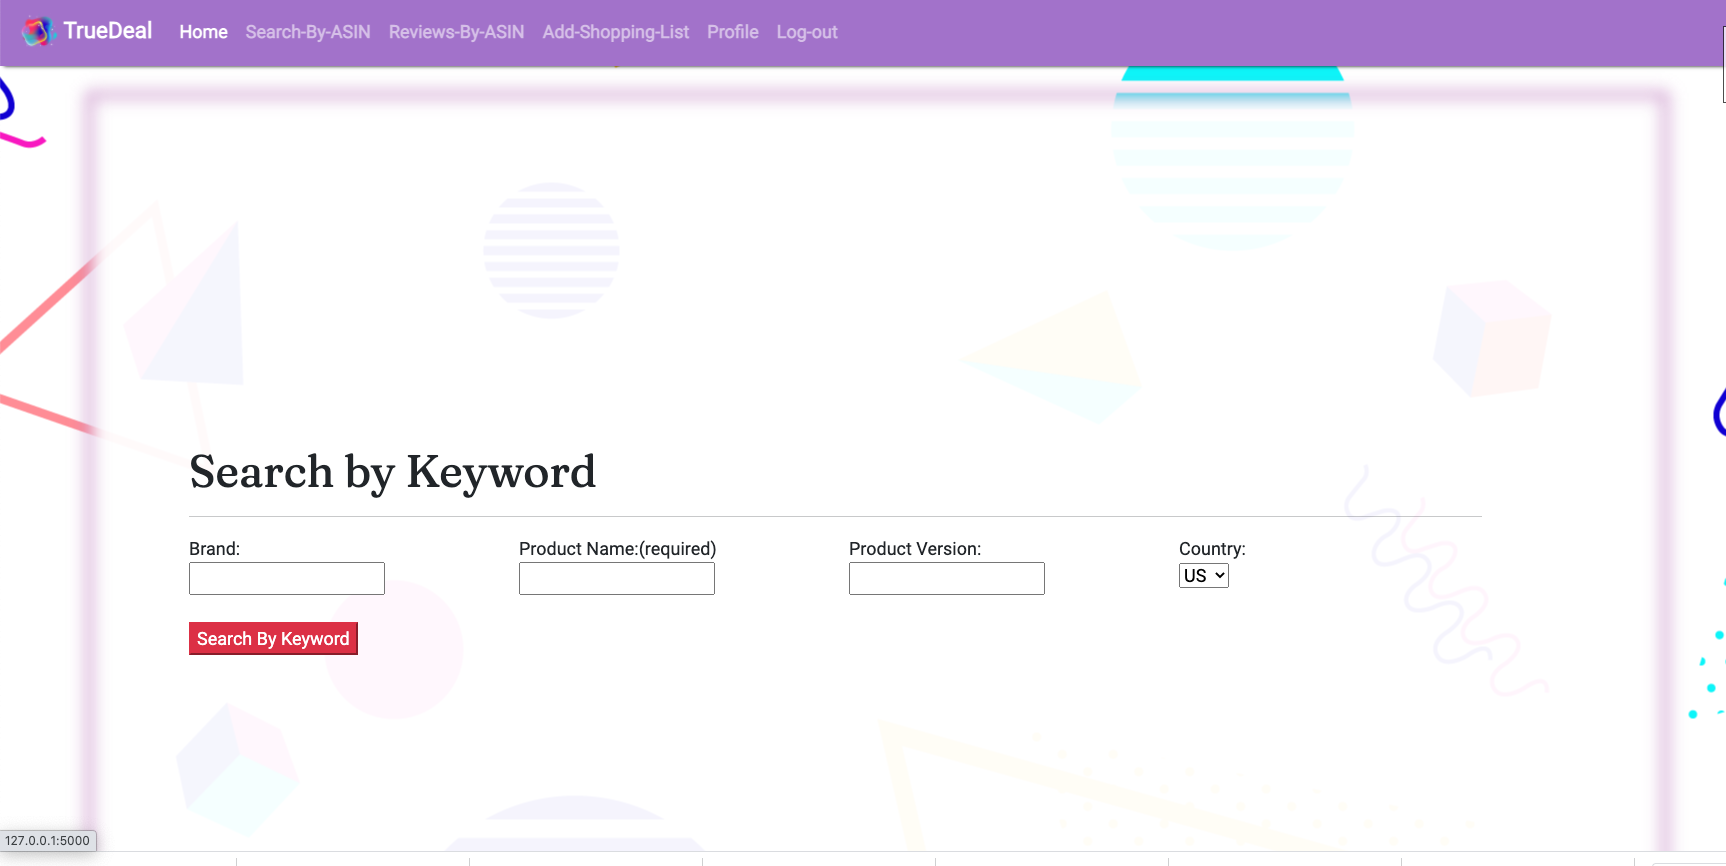 TrueDeal Home Search-By-ASIN Reviews-By-ASIN Add-Shopping-List Profile Log-out
Search by Keyword
Brand: Product Name:(required) Product Version: Country:
US
Search By Keyword
127.0.0.1:5000